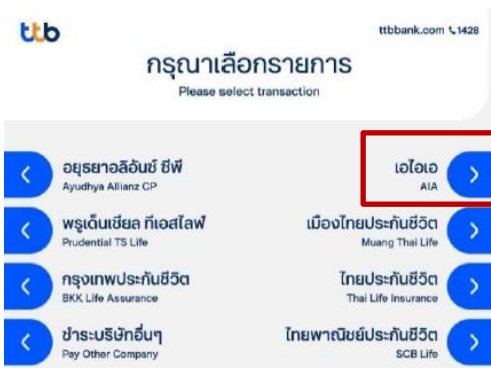 ttb
ttbbank.com 1428
กรุณาเลือกรายการ
Please select transaction
อยุธยาอลิอันซ์ ซีพี
Ayudhya Allianz CP
เอไอเอ
AIA
พรูเด็นเชียล ทีเอสไลฟ์
Prudential TS Life
เมืองไทยประกันชีวิต
Muang Thai Life
กรุงเทพประกันชีวิต
BKK Life Assurance
ไทยประกันชีวิต
Thai Life Insurance
ชำระบริษัทอื่นๆ
Pay Other Company
ไทยพาณิชย์ประกันชีวิต
SCB Life